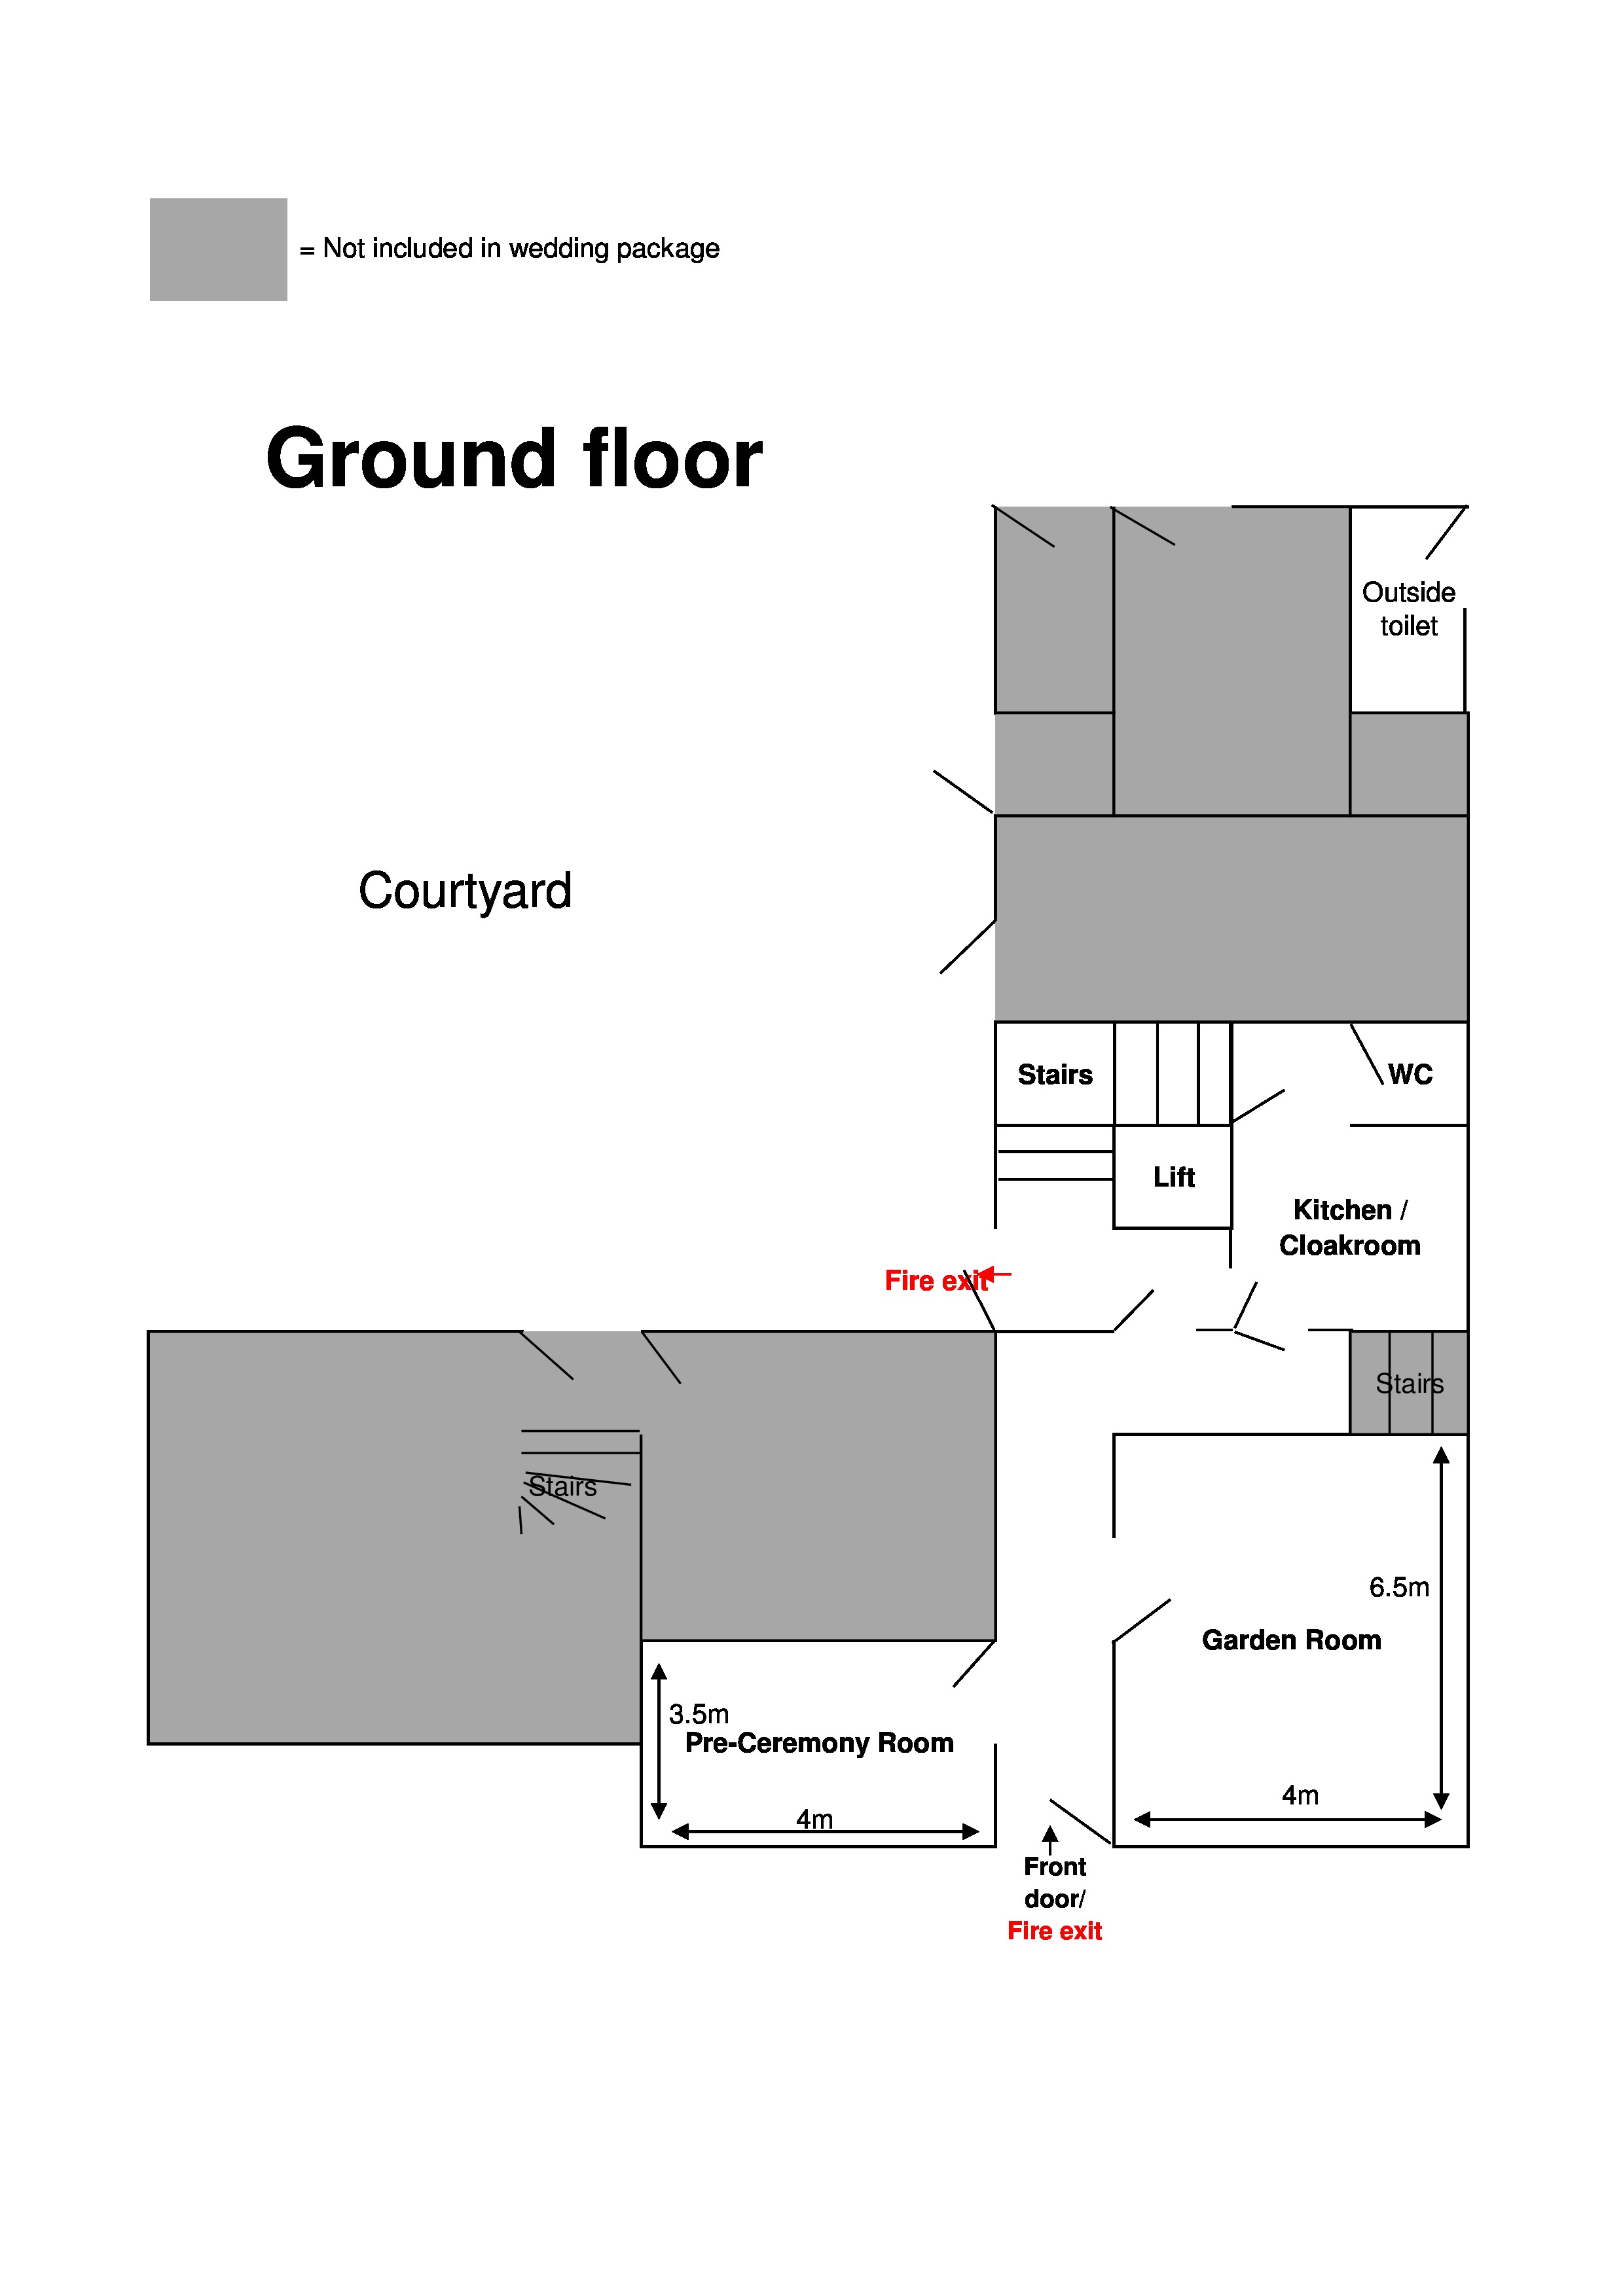 = Not included in wedding package
Ground floor
Outside
toilet
Courtyard
Stairs
WC
Lift
Kitchen /
Cloakroom
Fire exit
Stairs
Stairs
6.5m
Garden Room
3.5m
Pre-Ceremony Room
4m
4m
Front
door/
Fire exit